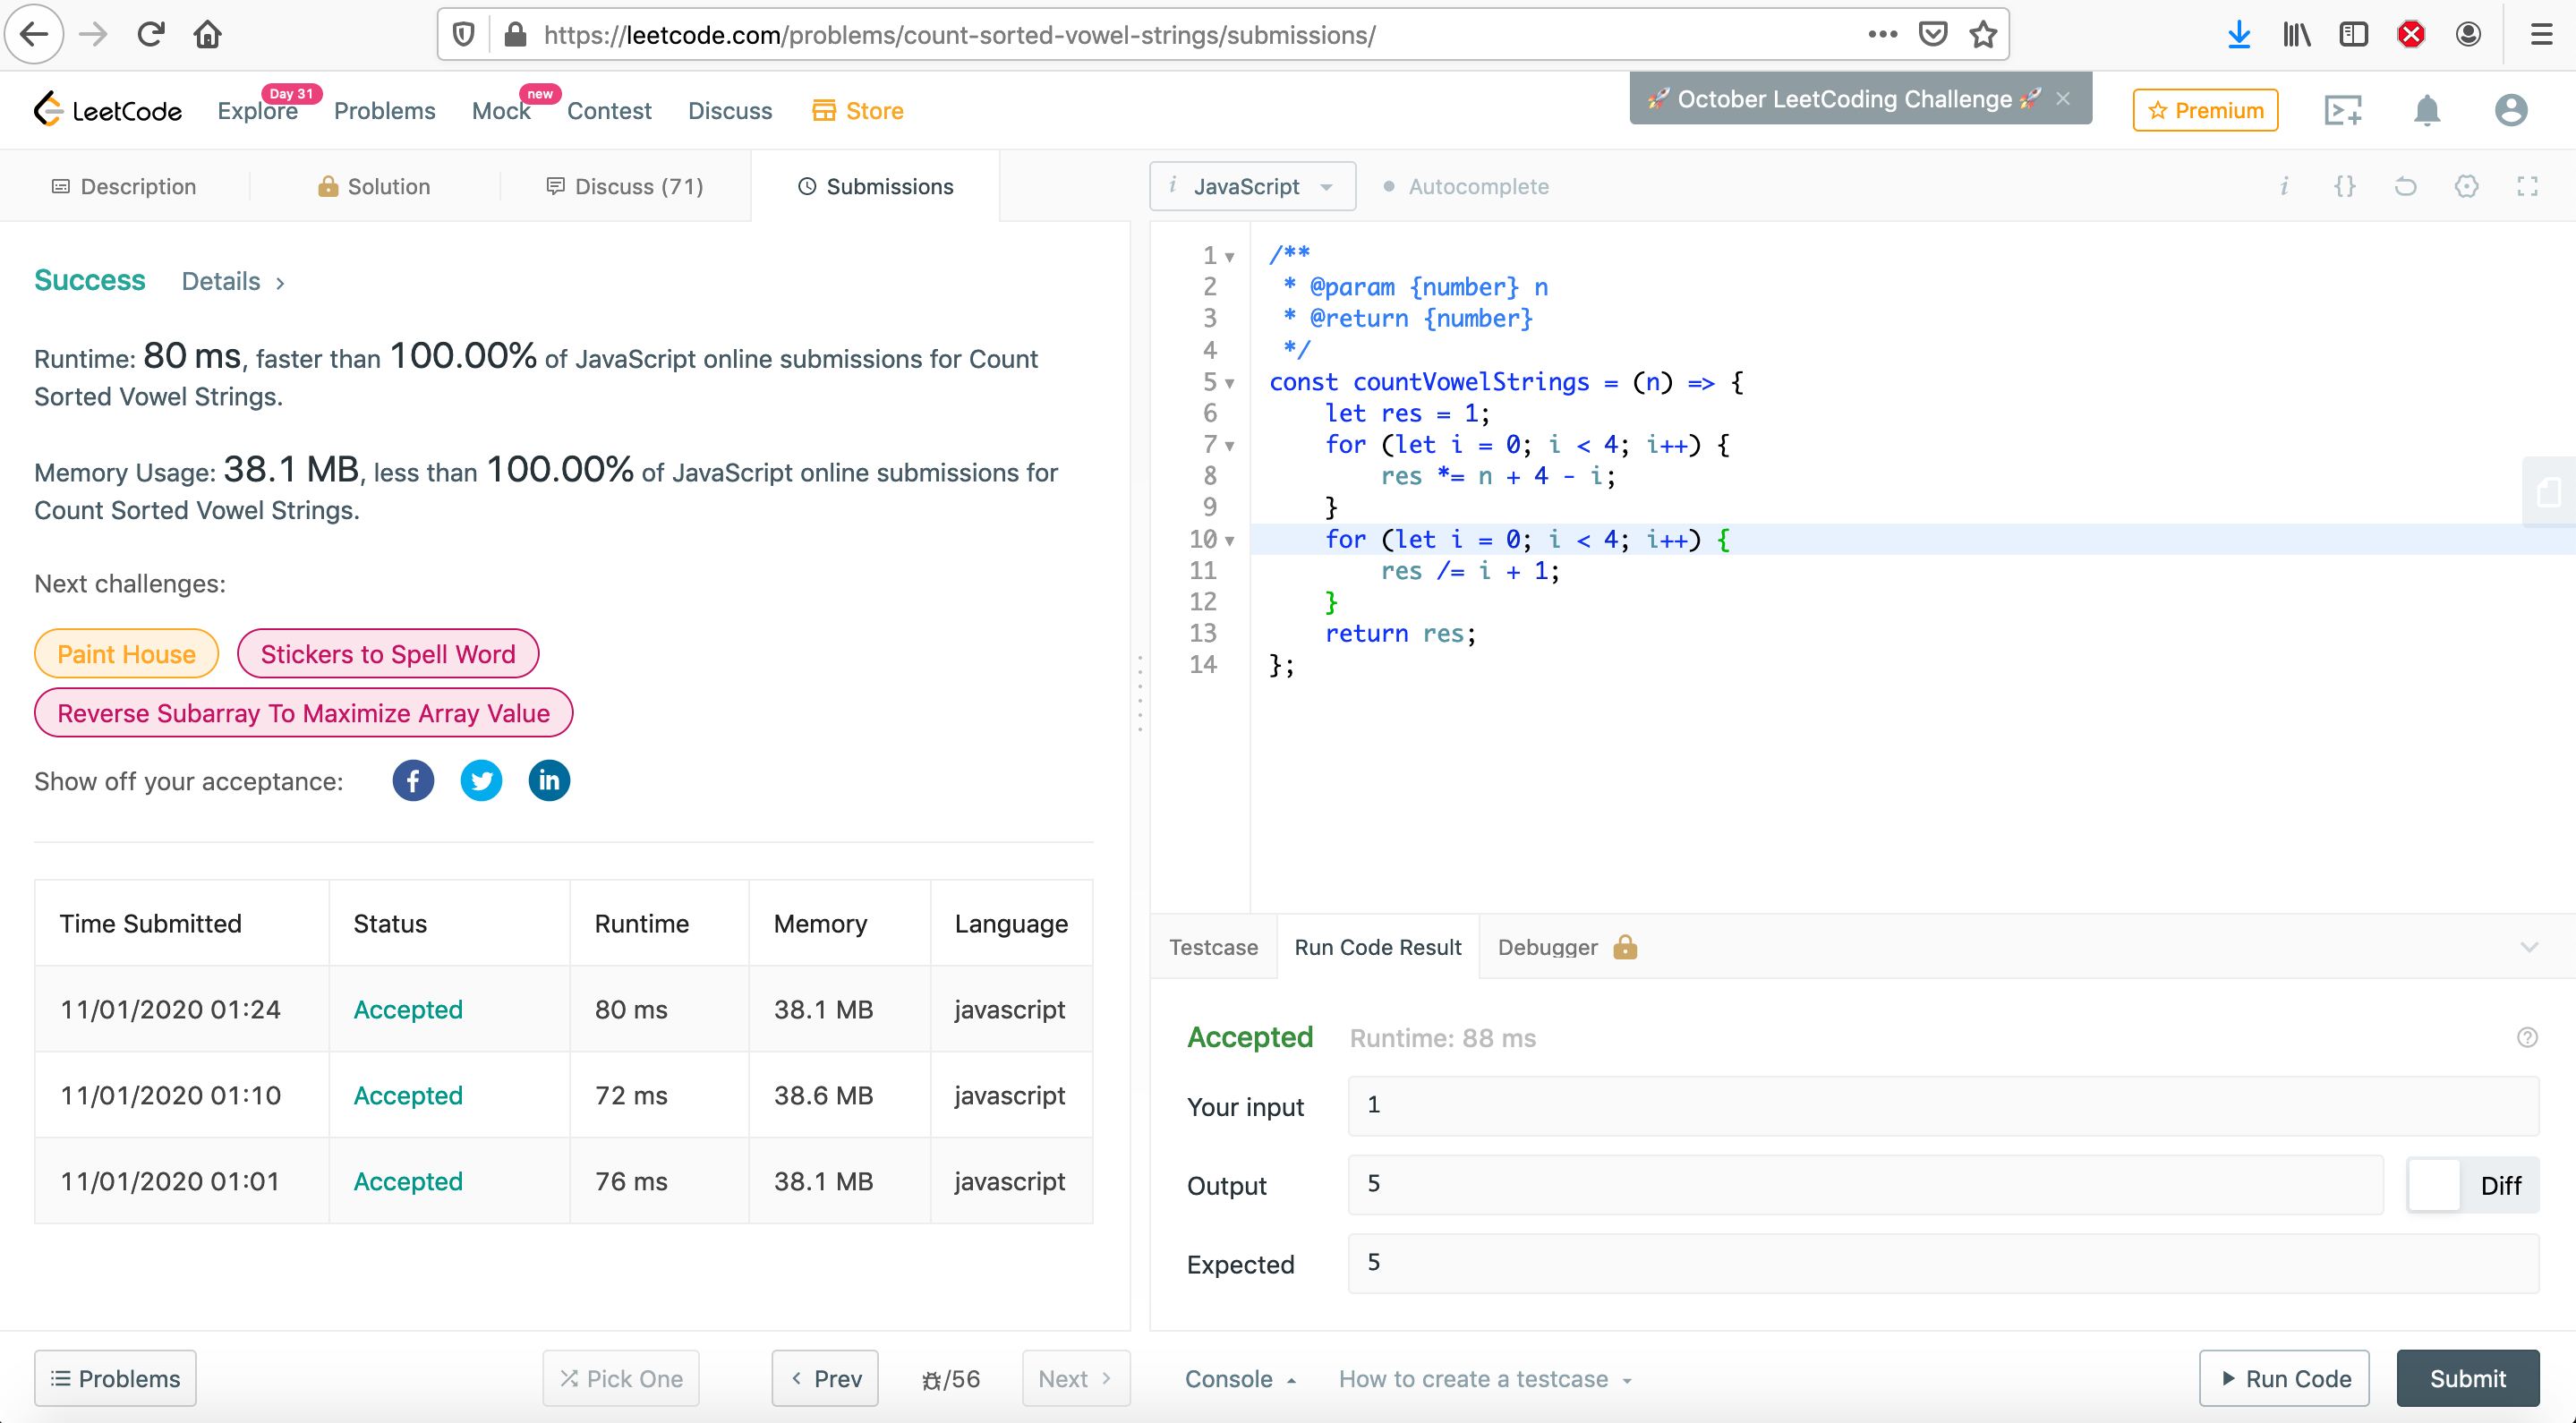 https://leetcode.com/problems/count-sorted-vowel-strings/submissions/
LeetCode
Explore
Day 31
Problems
Mock
new
Contest
Discuss
Store
🚀 October LeetCoding Challenge 🚀
Premium
Description
Solution
Discuss (71)
Submissions
i JavaScript
Autocomplete
i {}
Success Details >
Runtime: 80 ms, faster than 100.00% of JavaScript online submissions for Count
Sorted Vowel Strings.
Memory Usage: 38.1 MB, less than 100.00% of JavaScript online submissions for
Count Sorted Vowel Strings.
Next challenges:
Paint House
Stickers to Spell Word
Reverse Subarray To Maximize Array Value
Show off your acceptance:
f
in
Time Submitted Status Runtime Memory Language
11/01/2020 01:24 Accepted 80 ms 38.1 MB javascript
11/01/2020 01:10 Accepted 72 ms 38.6 MB javascript
11/01/2020 01:01 Accepted 76 ms 38.1 MB javascript
1 /**
2 * @param {number} n
3 * @return {number}
4 */
5 const countVowelStrings = (n) => {
6 let res = 1;
7 for (let i = 0; i < 4; i++) {
8 res *= n + 4 - i;
9 }
10 for (let i = 0; i < 4; i++) {
11 res /= i + 1;
12 }
13 return res;
14 };
Testcase
Run Code Result
Debugger
Accepted Runtime: 88 ms
Your input 1
Output 5
Diff
Expected 5
Problems
Pick One
< Prev
/56
Next >
Console
How to create a testcase
Run Code
Submit